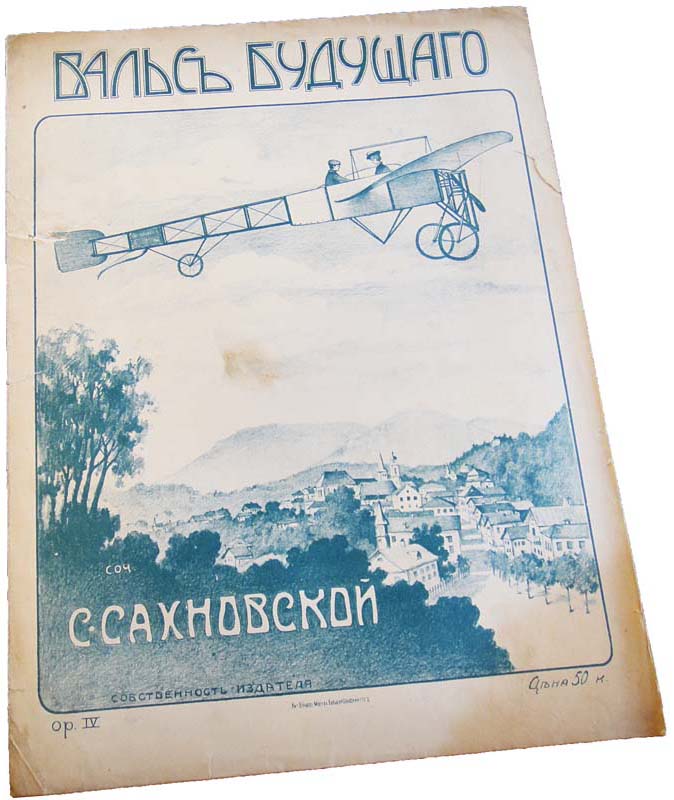 ВАЛЬСЪ БУДУЩАГО
СОЧ.
С. САХНОВСКОЙ
СОБСТВЕННОСТЬ ИЗДАТЕЛЯ
Цѣна 50 к.
Op. IV